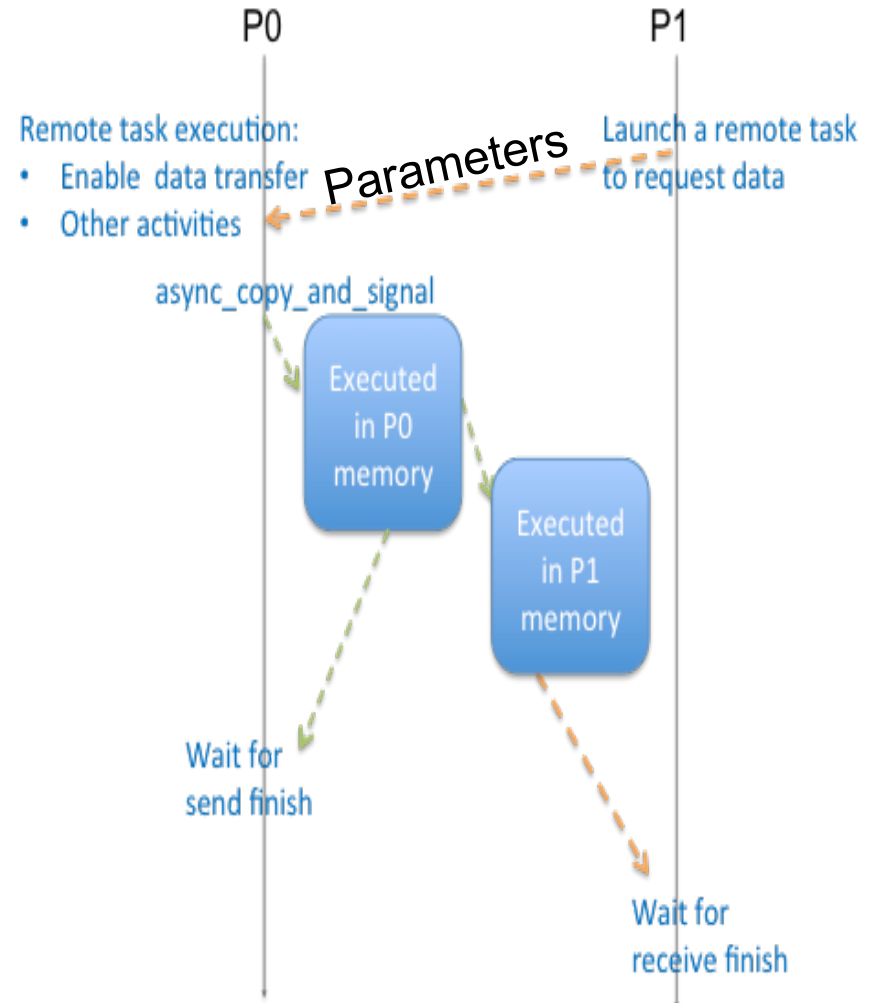 P0
P1
Remote task execution:
• Enable data transfer
• Other activities
Parameters
Launch a remote task
to request data
async_copy_and_signal
Executed
in P0
memory
Executed
in P1
memory
Wait for
send finish
Wait for
receive finish